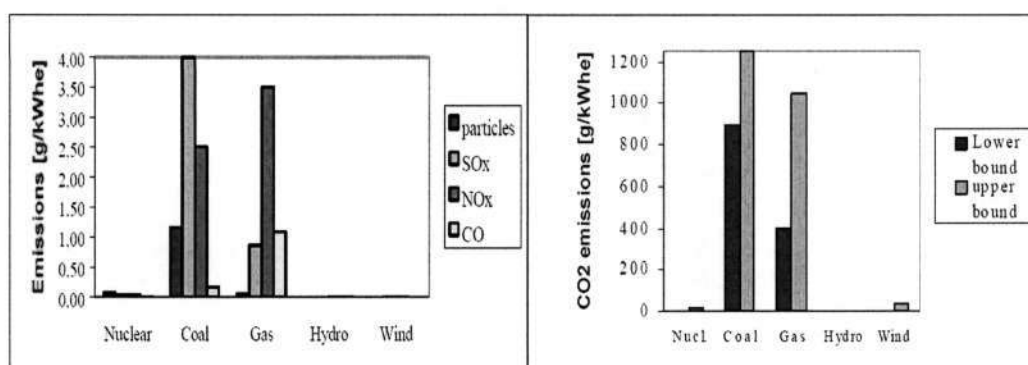 Emissions [g/kWhe]
4.00
3.50
3.00
2.50
2.00
1.50
1.00
0.50
0.00
Nuclear Coal Gas Hydro Wind
particles
SOx
NOx
CO
CO2 emissions [g/kWhe]
1200
1000
800
600
400
200
0
Nucl Coal Gas Hydro Wind
Lower
bound
upper
bound